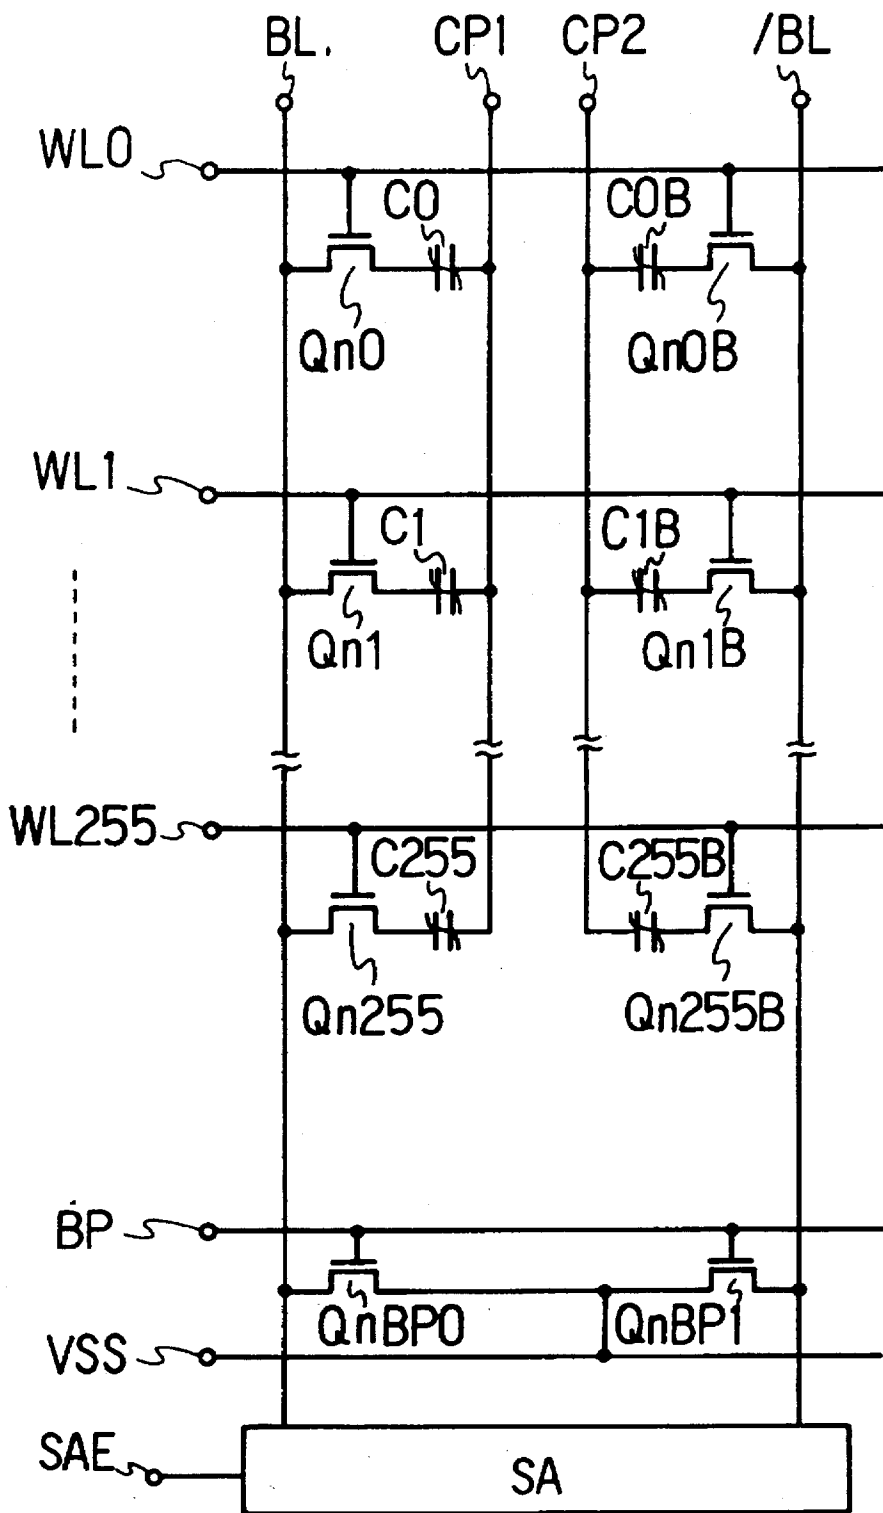 BL. CP1 CP2 /BL
WL0
C0 C0B
Qn0 Qn0B
WL1
C1 C1B
Qn1 Qn1B
WL255
C255 C255B
Qn255 Qn255B
BP
QnBP0 QnBP1
VSS
SAE
SA